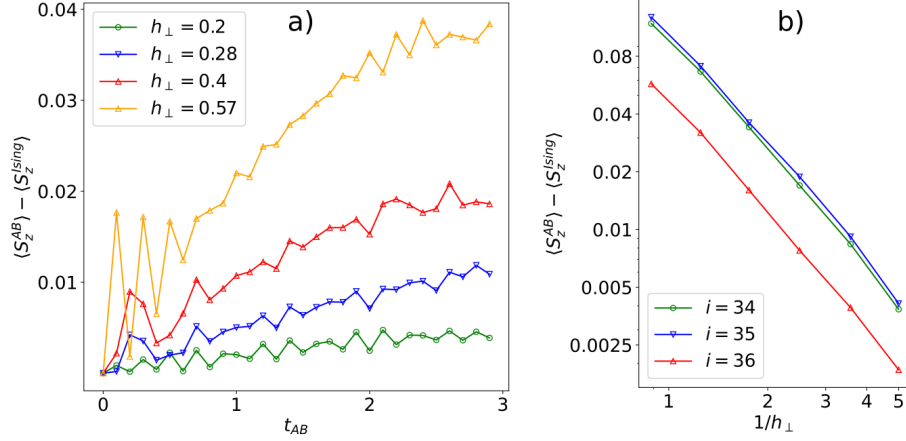 a)
h⊥ = 0.2
h⊥ = 0.28
h⊥ = 0.4
h⊥ = 0.57
0.04
0.03
0.02
0.01
⟨S_z^{AB}⟩ − ⟨S_z^{Ising}⟩
0 1 2 3
t_{AB}
b)
0.08
0.04
0.02
0.01
0.005
0.0025
⟨S_z^{AB}⟩ − ⟨S_z^{Ising}⟩
i = 34
i = 35
i = 36
1 2 3 4 5
1/h⊥